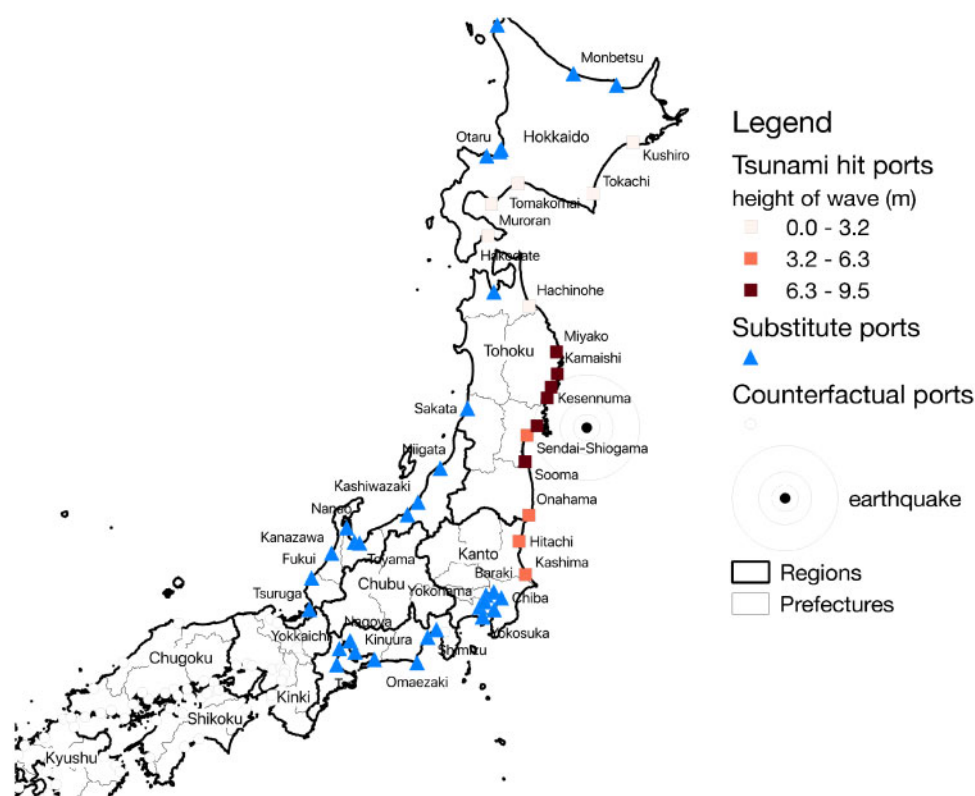 Monbetsu
Otaru
Hokkaido
Kushiro
Tokachi
Tomakomai
Muroran
Hakodate
Hachinohe
Miyako
Tohoku
Kamaishi
Kesennuma
Sakata
Niigata
Sendai-Shiogama
Sooma
Kashiwazaki
Onahama
Nanao
Kanazawa
Hitachi
Toyama
Kanto
Kashima
Fukui
Baraki
Chubu
Yokohama
Chiba
Tsuruga
Nagoya
Yokosuka
Yokkaichi
Kinuura
Shimizu
Chugoku
Omaezaki
Kinki
Shikoku
Kyushu
Legend
Tsunami hit ports
height of wave (m)
0.0 - 3.2
3.2 - 6.3
6.3 - 9.5
Substitute ports
Counterfactual ports
earthquake
Regions
Prefectures